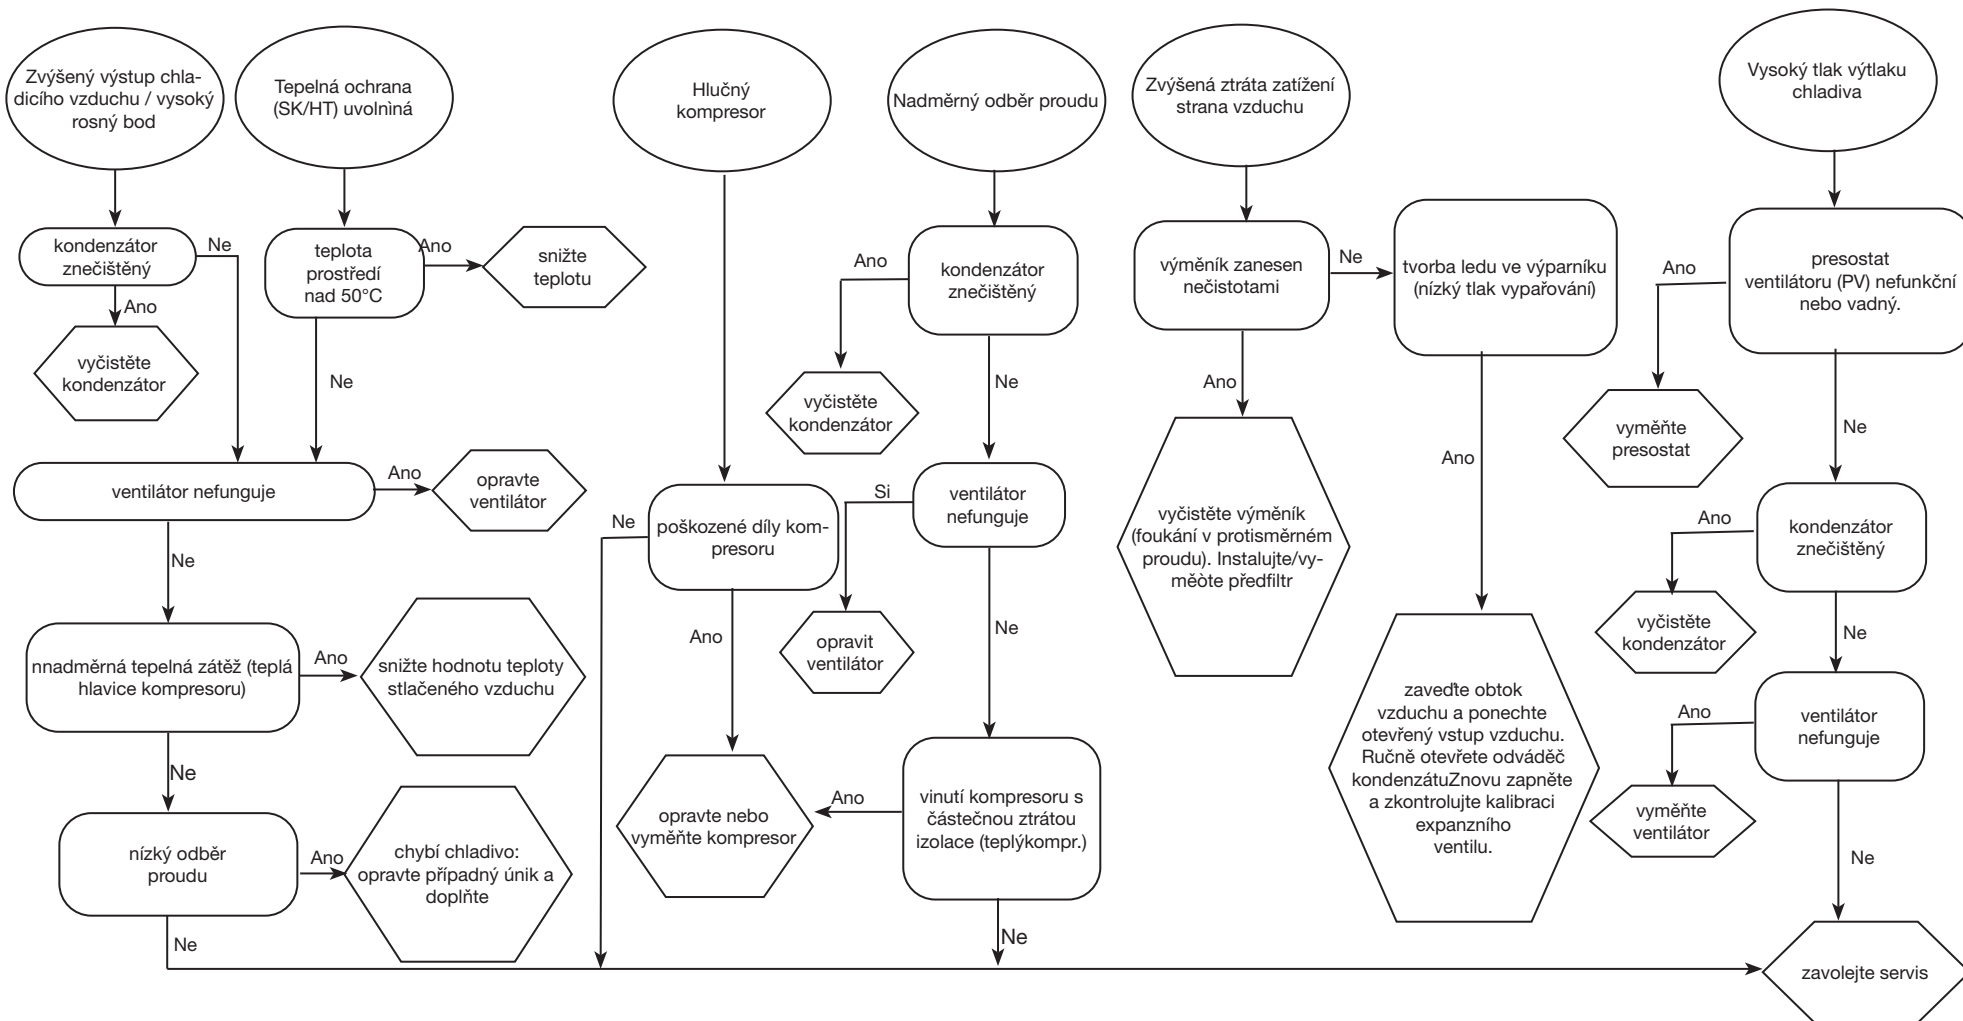 Zvýšený výstup chla-
dicího vzduchu / vysoký
rosný bod
Tepelná ochrana
(SK/HT) uvolnìná
Hlučný
kompresor
Nadměrný odběr proudu
Zvýšená ztráta zatížení
strana vzduchu
Vysoký tlak výtlaku
chladiva
kondenzátor
znečištěný
Ne
Ano
vyčistěte
kondenzátor
teplota
prostředí
nad 50°C
Ano
snižte
teplotu
Ne
kondenzátor
znečištěný
Ano
vyčistěte
kondenzátor
Ne
výměník zanesen
nečistotami
Ne
tvorba ledu ve výparníku
(nízký tlak vypařování)
Ano
Ano
presostat
ventilátoru (PV) nefunkční
nebo vadný.
Ano
vyměňte
presostat
Ne
ventilátor nefunguje
Ano
opravte
ventilátor
Ne
poškozené díly kom-
presoru
Ne
Ano
ventilátor
nefunguje
Si
opravit
ventilátor
Ne
vyčistěte výměník
(foukání v protisměrném
proudu). Instalujte/vy-
měòte předfiltr
kondenzátor
znečištěný
Ano
vyčistěte
kondenzátor
Ne
nnadměrná tepelná zátěž (teplá
hlavice kompresoru)
Ano
snižte hodnotu teploty
stlačeného vzduchu
Ne
opravte nebo
vyměňte kompresor
Ano
vinutí kompresoru s
částečnou ztrátou
izolace (teplýkompr.)
Ne
zaveďte obtok
vzduchu a ponechte
otevřený vstup vzduchu.
Ručně otevřete odváděč
kondenzátuZnovu zapněte
a zkontrolujte kalibraci
expanzního
ventilu.
ventilátor
nefunguje
Ano
vyměňte
ventilátor
Ne
nízký odběr
proudu
Ano
chybí chladivo:
opravte případný únik a
doplňte
Ne
zavolejte servis